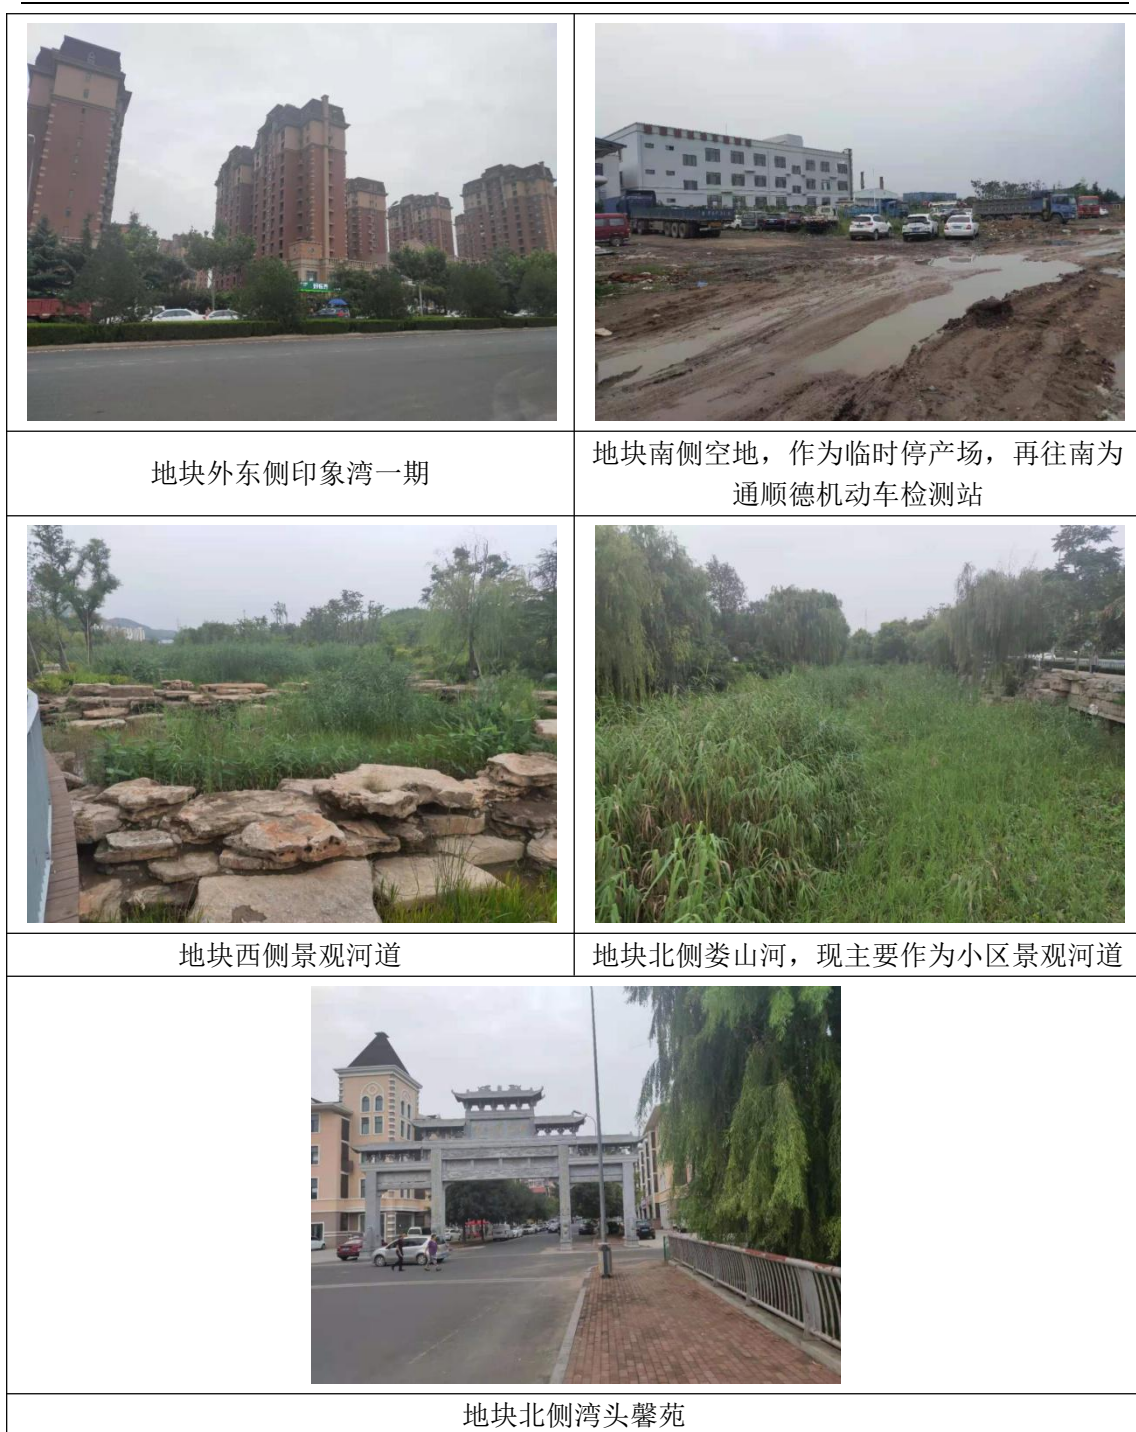 地块外东侧印象湾一期
地块南侧空地，作为临时停产场，再往南为
通顺德机动车检测站
地块西侧景观河道
地块北侧娄山河，现主要作为小区景观河道
地块北侧湾头馨苑